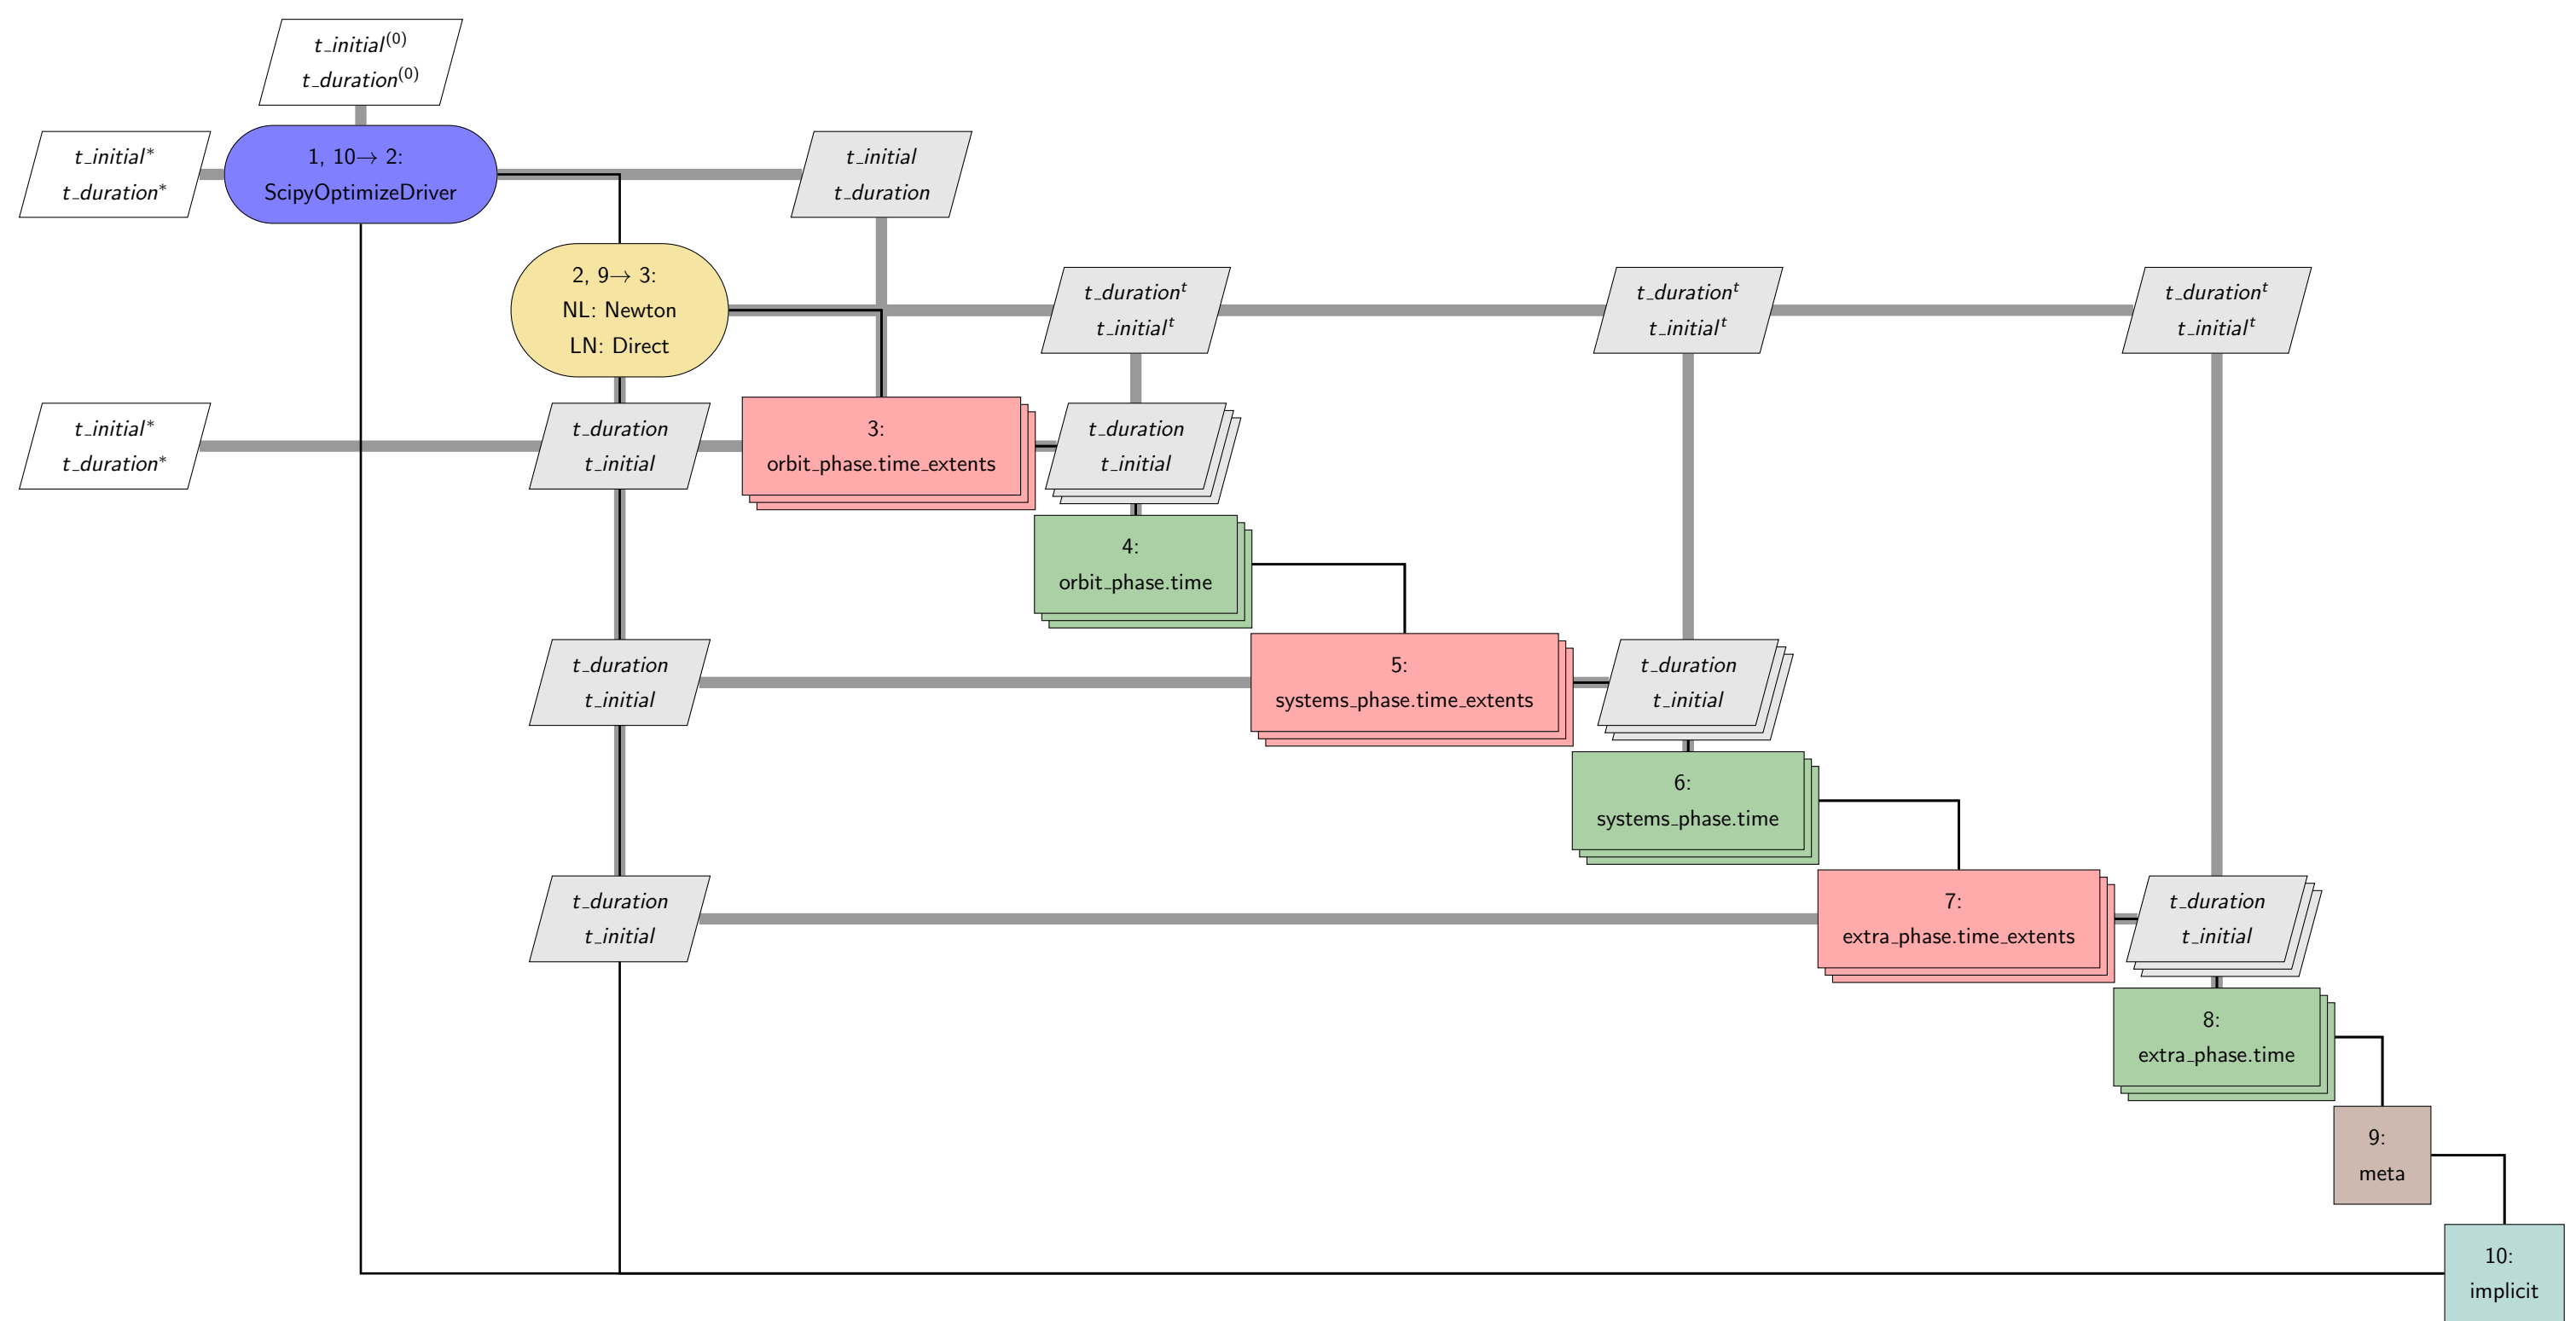 t_initial⁽⁰⁾
t_duration⁽⁰⁾
t_initial*
t_duration*
1, 10→ 2:
ScipyOptimizeDriver
t_initial
t_duration
2, 9→ 3:
NL: Newton
LN: Direct
t_durationᵗ
t_initialᵗ
t_durationᵗ
t_initialᵗ
t_durationᵗ
t_initialᵗ
t_initial*
t_duration*
t_duration
t_initial
3:
orbit_phase.time_extents
t_duration
t_initial
4:
orbit_phase.time
t_duration
t_initial
5:
systems_phase.time_extents
t_duration
t_initial
6:
systems_phase.time
t_duration
t_initial
7:
extra_phase.time_extents
t_duration
t_initial
8:
extra_phase.time
9:
meta
10:
implicit